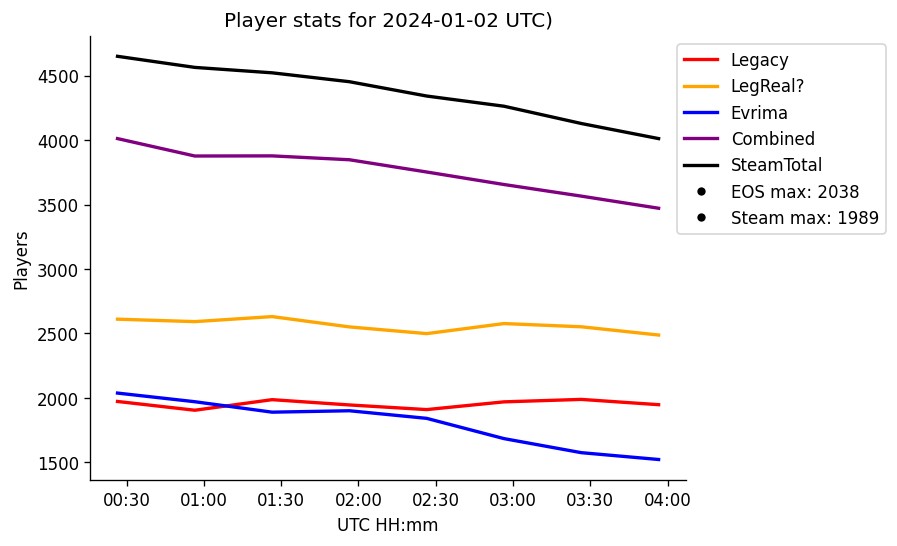 Player stats for 2024-01-02 UTC)
Legacy
LegReal?
Evrima
Combined
SteamTotal
EOS max: 2038
Steam max: 1989
Players
4500
4000
3500
3000
2500
2000
1500
00:30 01:00 01:30 02:00 02:30 03:00 03:30 04:00
UTC HH:mm